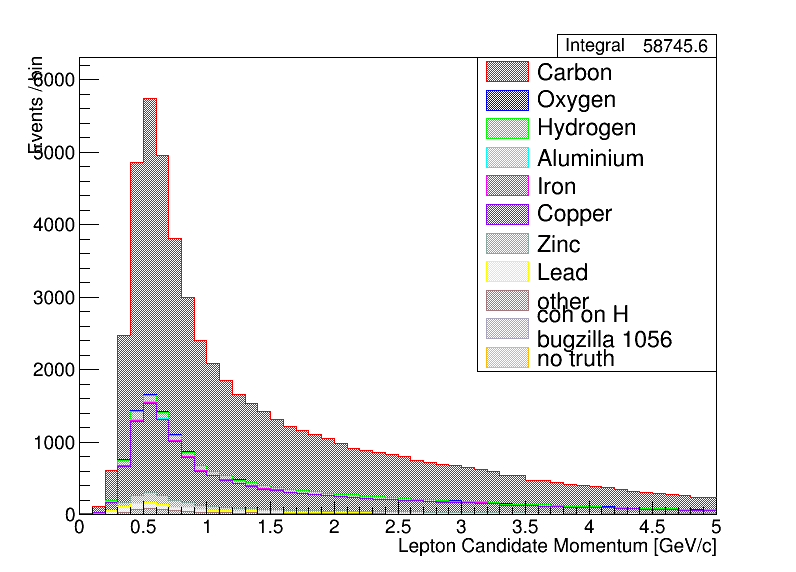 Integral 58745.6
Events / bin
6000
5000
4000
3000
2000
1000
0
Carbon
Oxygen
Hydrogen
Aluminium
Iron
Copper
Zinc
Lead
other
coh on H
bugzilla 1056
no truth
0 0.5 1 1.5 2 2.5 3 3.5 4 4.5 5
Lepton Candidate Momentum [GeV/c]